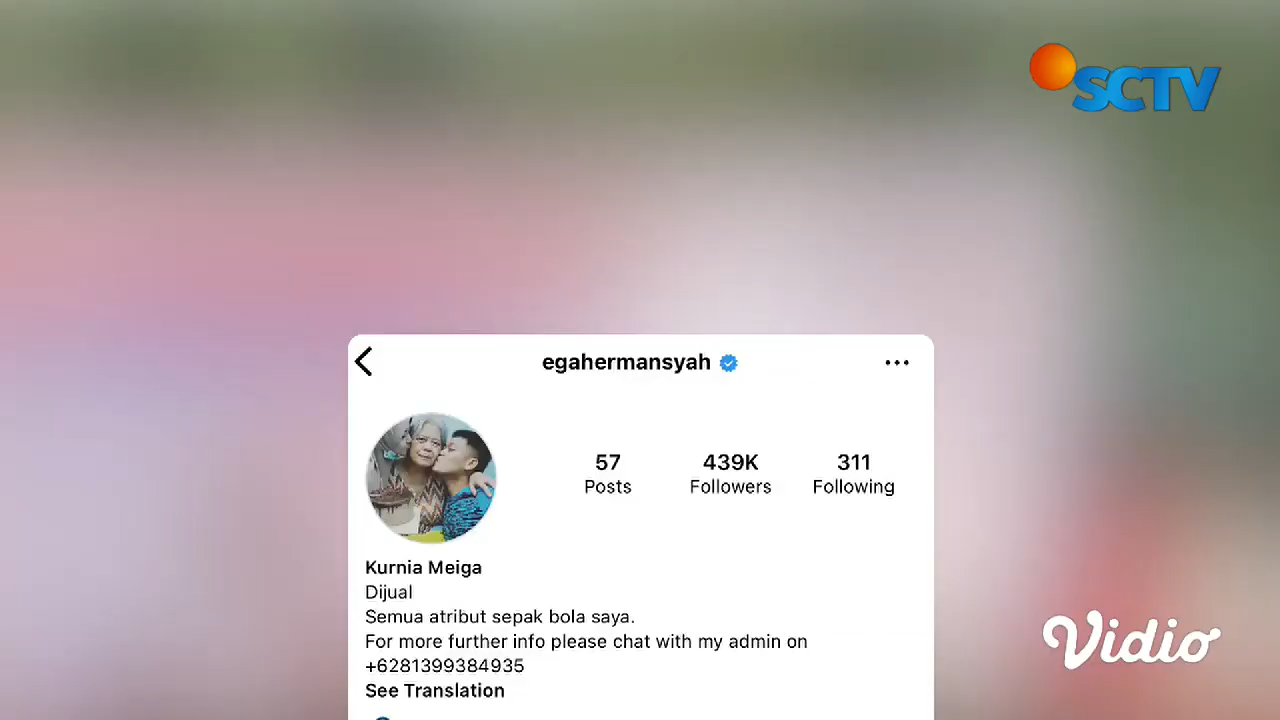 SCTV
egahermansyah
57
439K
311
Posts
Followers
Following
Kurnia Meiga
Dijual
Semua atribut sepak bola saya.
For more further info please chat with my admin on
+6281399384935
See Translation
Vidio